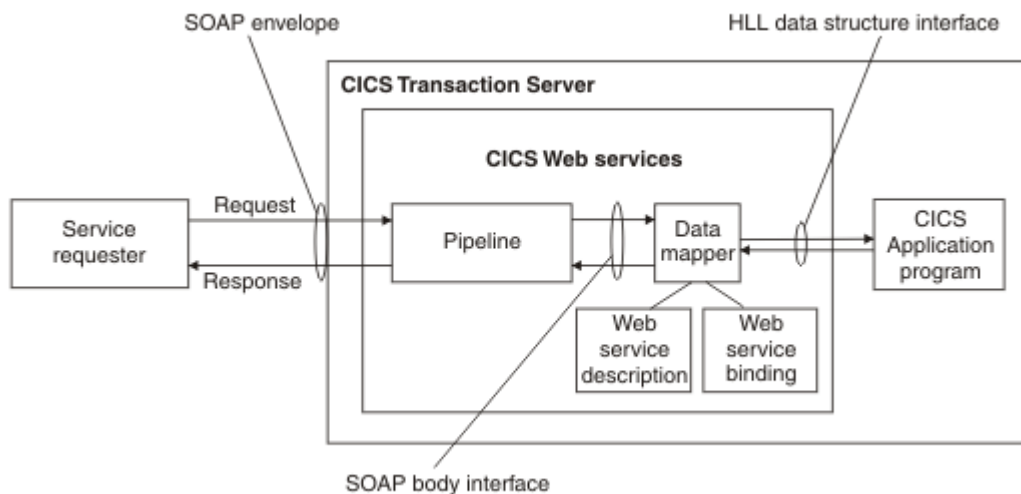 SOAP envelope
HLL data structure interface
CICS Transaction Server
CICS Web services
Request
Response
Service
requester
Pipeline
Data
mapper
CICS
Application
program
Web
service
description
Web
service
binding
SOAP body interface